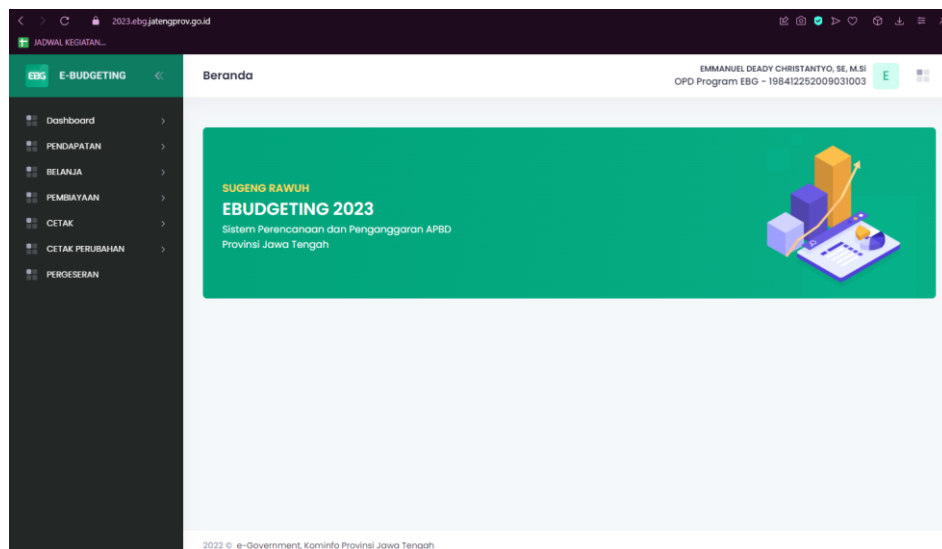 2023.ebg.jatengprov.go.id
JADWAL KEGIATAN...
EBG E-BUDGETING
Beranda
EMMANUEL DEADY CHRISTANTYO, SE, M.Si
OPD Program EBG - 198412252009031003
E
Dashboard
PENDAPATAN
BELANJA
PEMBIAYAAN
CETAK
CETAK PERUBAHAN
PERGESERAN
SUGENG RAWUH
EBUDGETING 2023
Sistem Perencanaan dan Penganggaran APBD
Provinsi Jawa Tengah
2022 © e-Government, Kominfo Provinsi Jawa Tengah